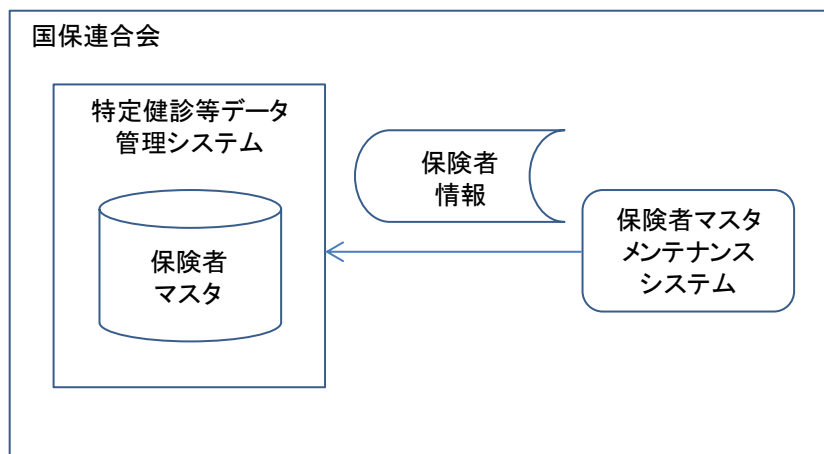 国保連合会
特定健診等データ
管理システム
保険者
マスタ
保険者
情報
保険者マスタ
メンテナンス
システム